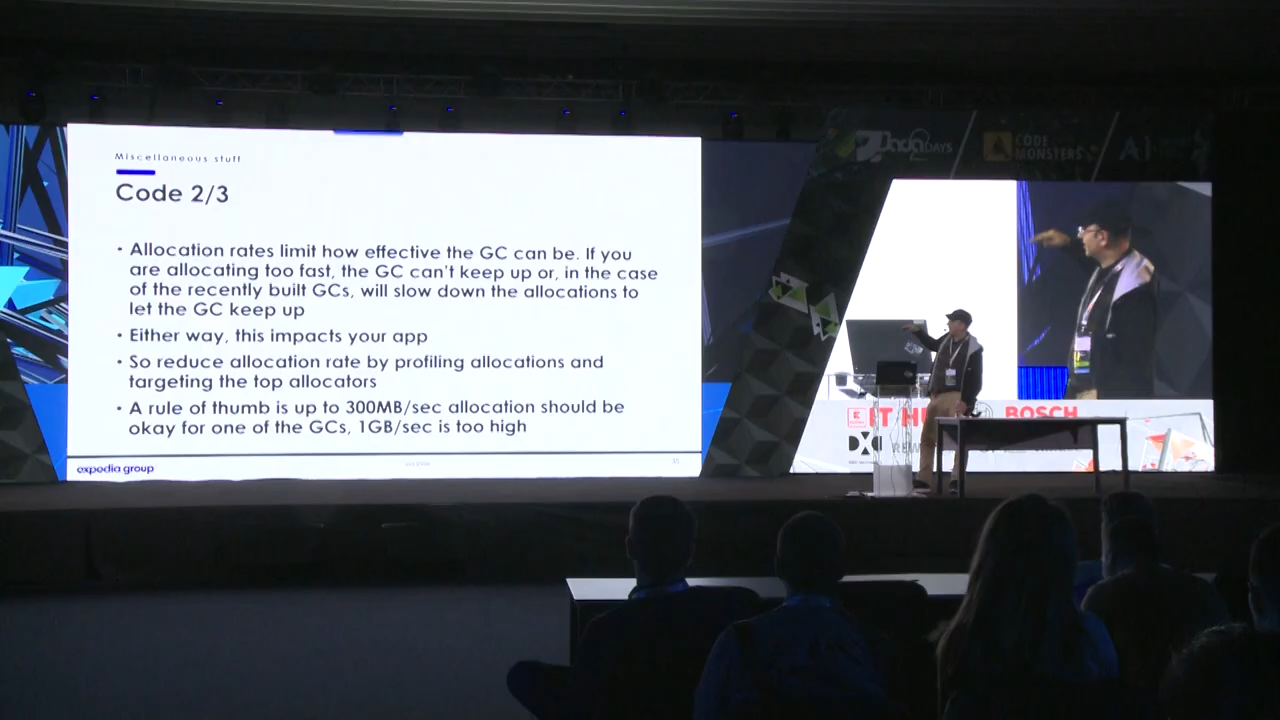 Miscellaneous stuff
Code 2/3
• Allocation rates limit how effective the GC can be. If you
are allocating too fast, the GC can't keep up or, in the case
of the recently built GCs, will slow down the allocations to
let the GC keep up
• Either way, this impacts your app
• So reduce allocation rate by profiling allocations and
targeting the top allocators
• A rule of thumb is up to 300MB/sec allocation should be
okay for one of the GCs, 1GB/sec is too high
expedia group
35
DAYS
CODE
MONSTERS
IT HU
BOSCH